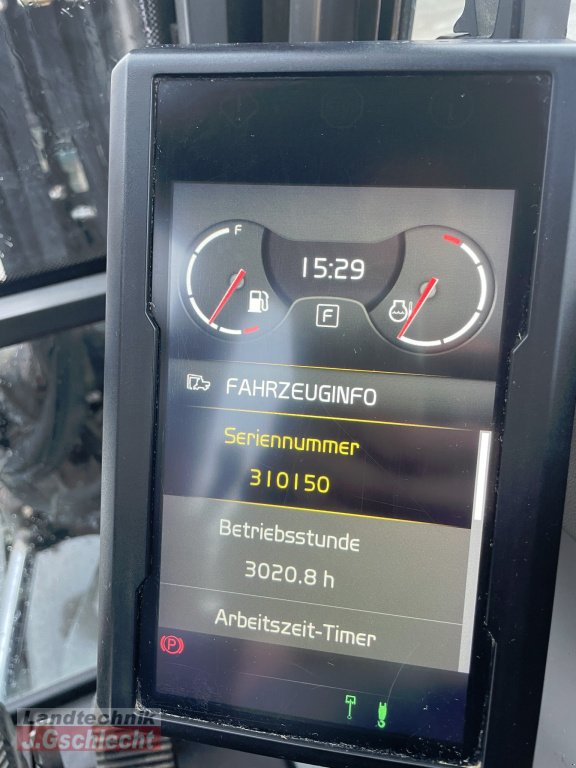 F
15:29
F
FAHRZEUGINFO
Seriennummer
310150
Betriebsstunde
3020.8 h
Arbeitszeit-Timer
P
Landtechnik
J.Gschlecht